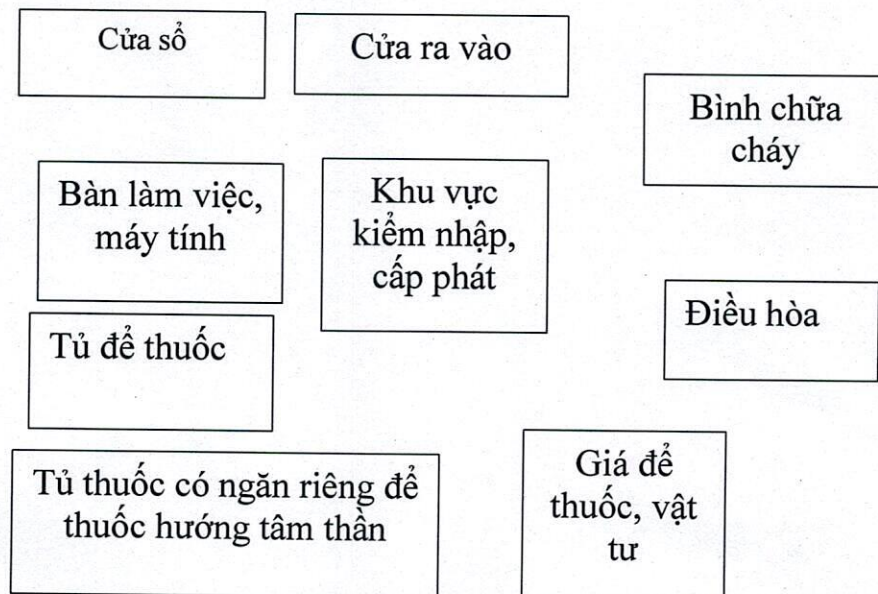 Cửa sổ
Cửa ra vào
Bình chữa
cháy
Bàn làm việc,
máy tính
Khu vực
kiểm nhập,
cấp phát
Điều hòa
Tủ để thuốc
Tủ thuốc có ngăn riêng để
thuốc hướng tâm thần
Giá để
thuốc, vật
tư